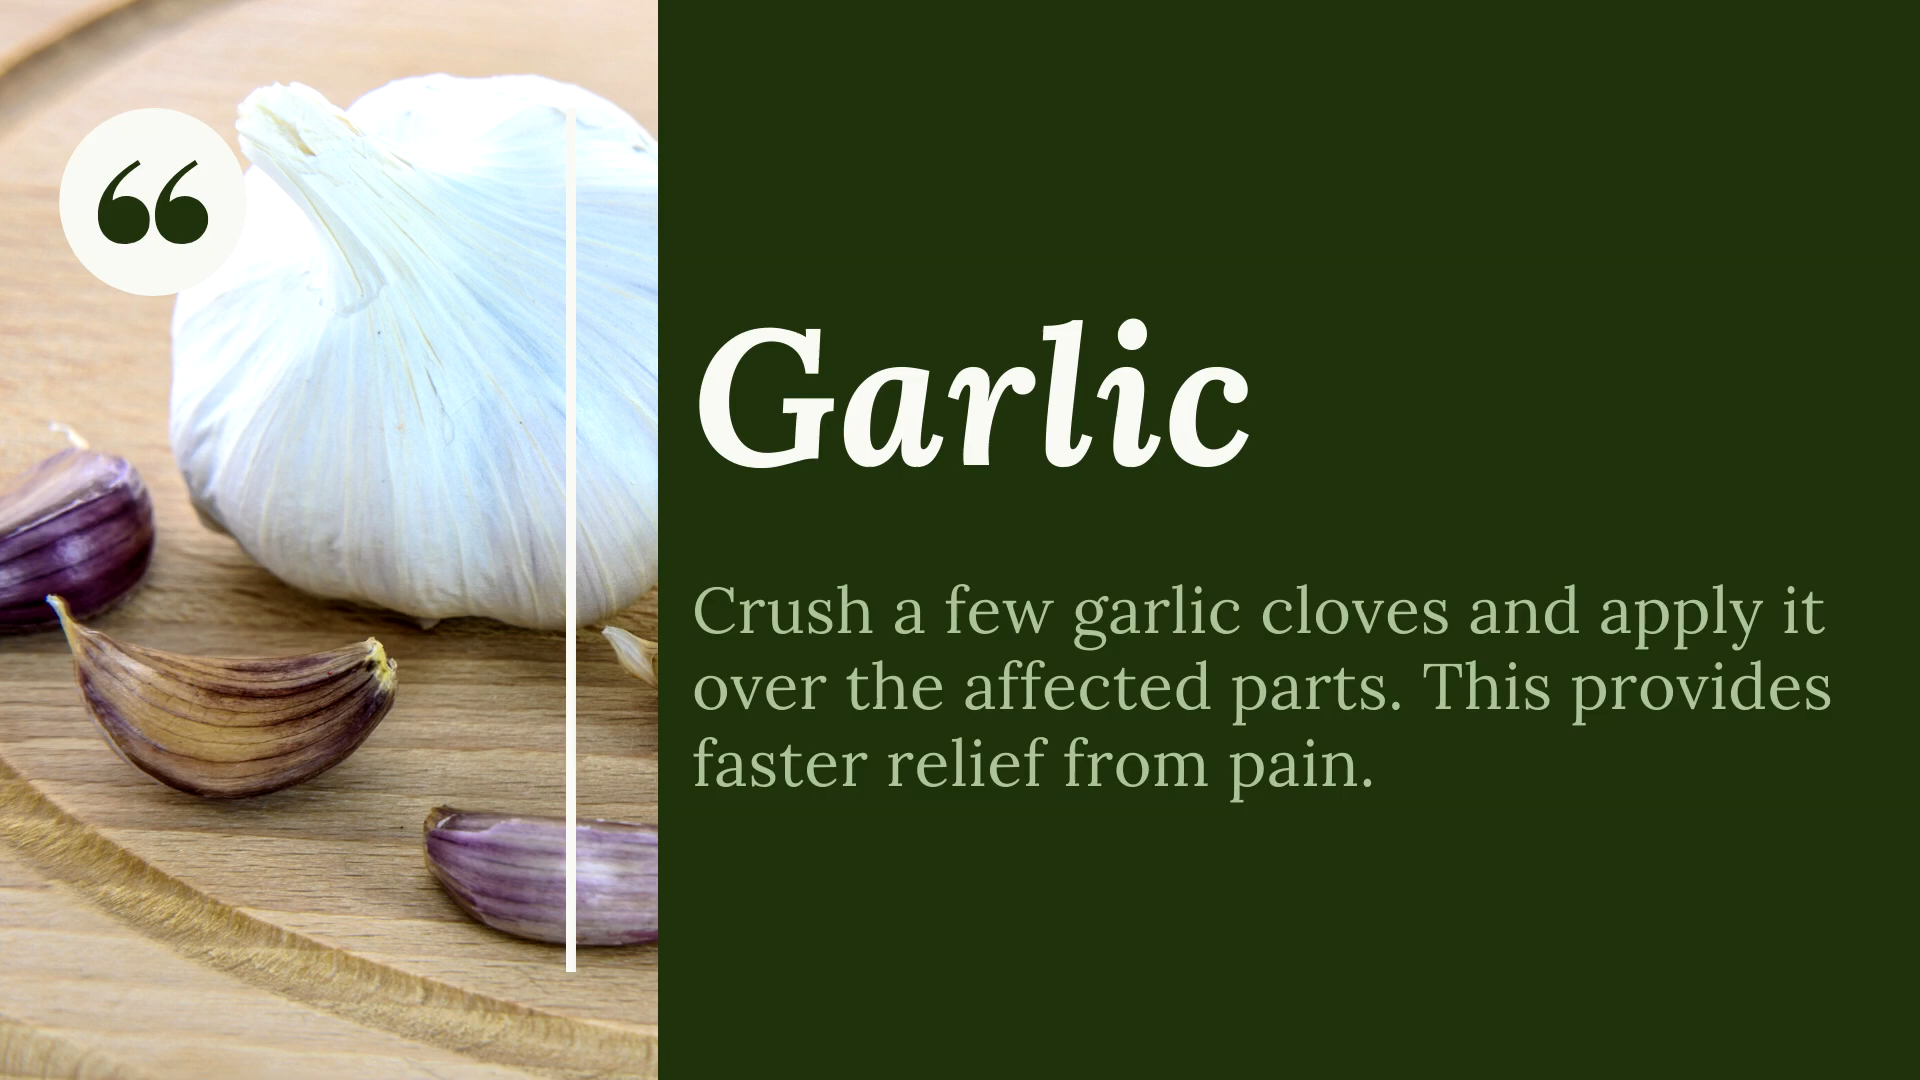 “
Garlic
Crush a few garlic cloves and apply it
over the affected parts. This provides
faster relief from pain.